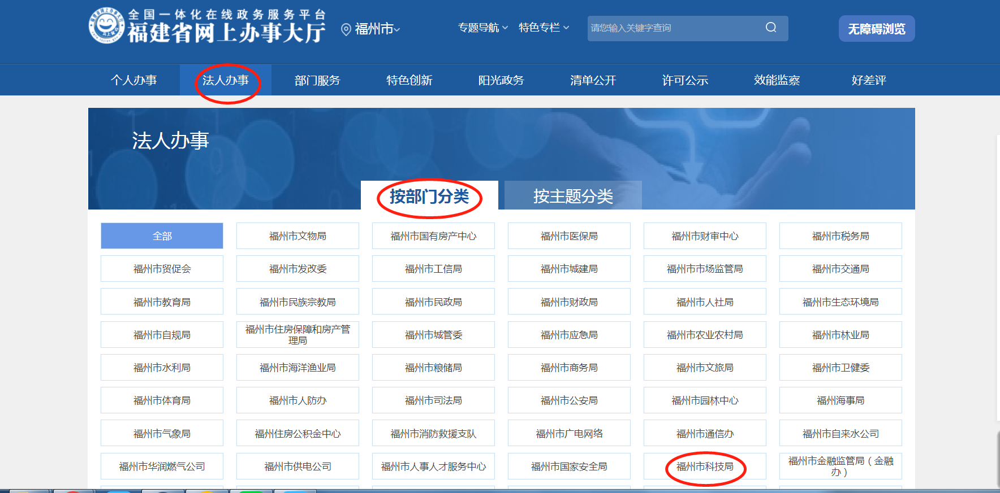 全国一体化在线政务服务平台
福建省网上办事大厅
福州市
专题导航
特色专栏
请您输入关键字查询
无障碍浏览
个人办事
法人办事
部门服务
特色创新
阳光政务
清单公开
许可公示
效能监察
好差评
法人办事
按部门分类
按主题分类
全部
福州市文物局
福州市国有房产中心
福州市医保局
福州市财审中心
福州市税务局
福州市贸促会
福州市发改委
福州市工信局
福州市城建局
福州市市场监管局
福州市交通局
福州市教育局
福州市民族宗教局
福州市民政局
福州市财政局
福州市人社局
福州市生态环境局
福州市自规局
福州市住房保障和房产管
理局
福州市城管委
福州市应急局
福州市农业农村局
福州市林业局
福州市水利局
福州市海洋渔业局
福州市粮储局
福州市商务局
福州市文旅局
福州市卫健委
福州市体育局
福州市人防办
福州市司法局
福州市公安局
福州市园林中心
福州海事局
福州市气象局
福州住房公积金中心
福州市消防救援支队
福州市广电网络
福州市通信办
福州市自来水公司
福州市华润燃气公司
福州市供电公司
福州市人事人才服务中心
福州市国家安全局
福州市科技局
福州市金融监管局（金融
办）